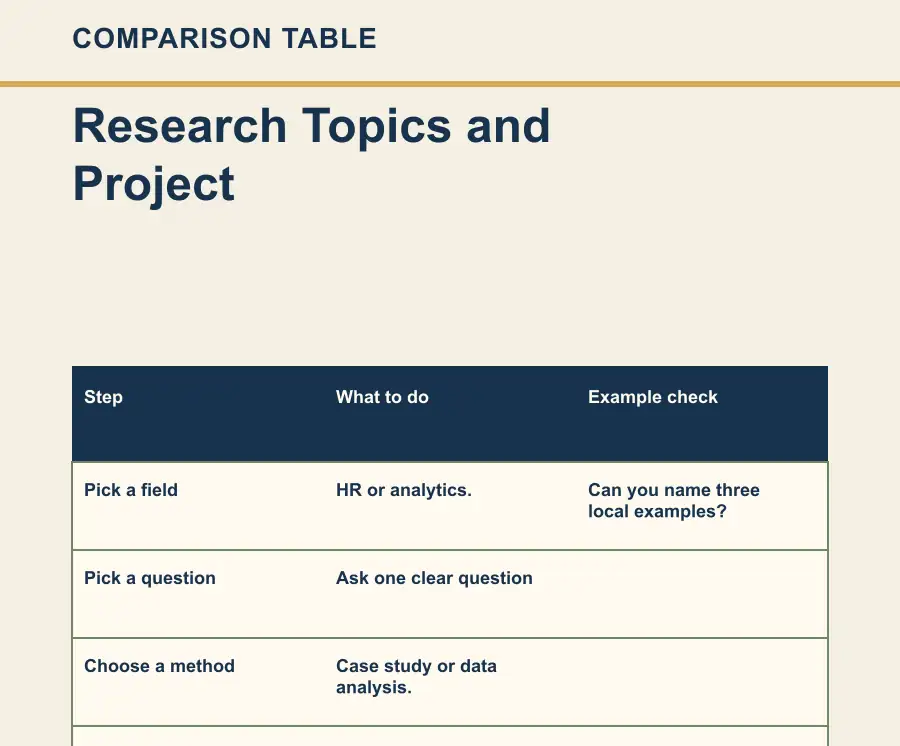 COMPARISON TABLE
Research Topics and
Project
Step
What to do
Example check
Pick a field
HR or analytics.
Can you name three
local examples?
Pick a question
Ask one clear question
Choose a method
Case study or data
analysis.